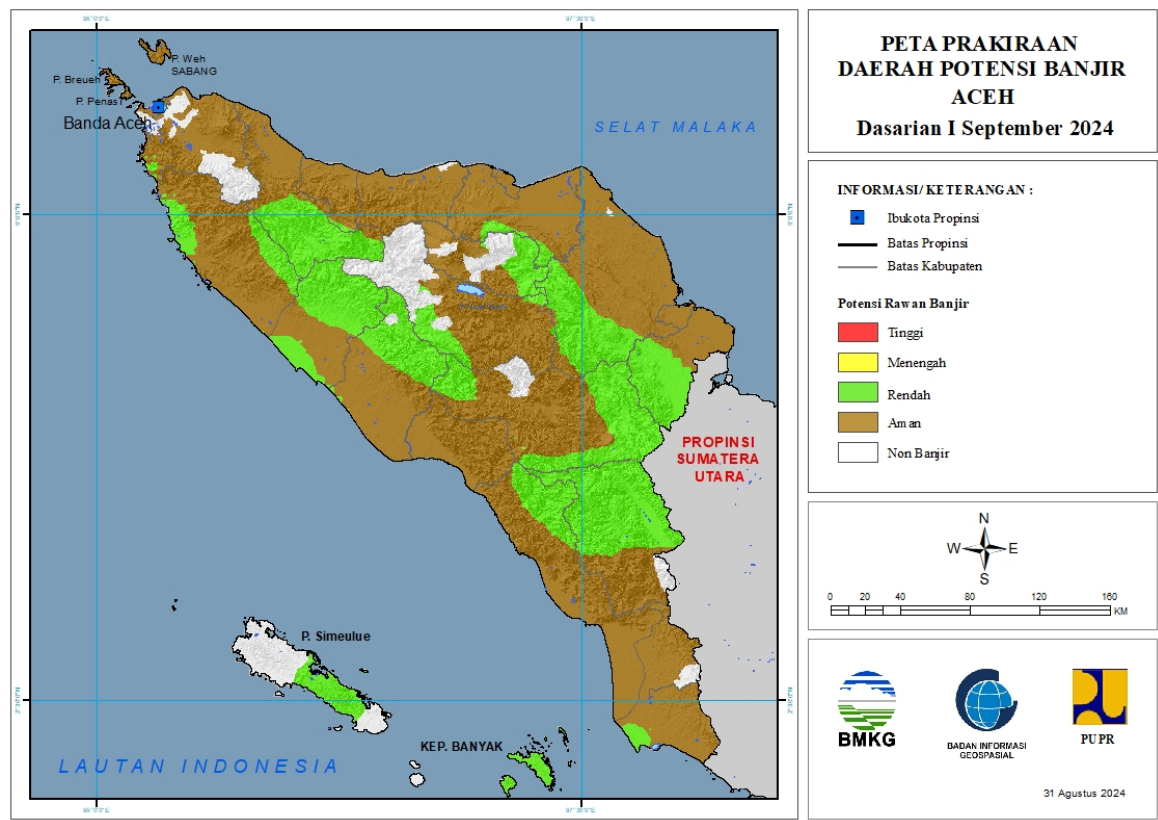 P. Weh
SABANG
P. Breueh
P. Penasi
Banda Aceh
SELAT MALAKA
PROPINSI
SUMATERA
UTARA
P. Simeulue
KEP. BANYAK
LAUTAN INDONESIA
PETA PRAKIRAAN
DAERAH POTENSI BANJIR
ACEH
Dasarian I September 2024
INFORMASI/ KETERANGAN :
Ibukota Propinsi
Batas Propinsi
Batas Kabupaten
Potensi Rawan Banjir
Tinggi
Menengah
Rendah
Aman
Non Banjir
N
W E
S
0 20 40 80 120 160
KM
BMKG
BADAN INFORMASI
GEOSPASIAL
PUPR
31 Agustus 2024